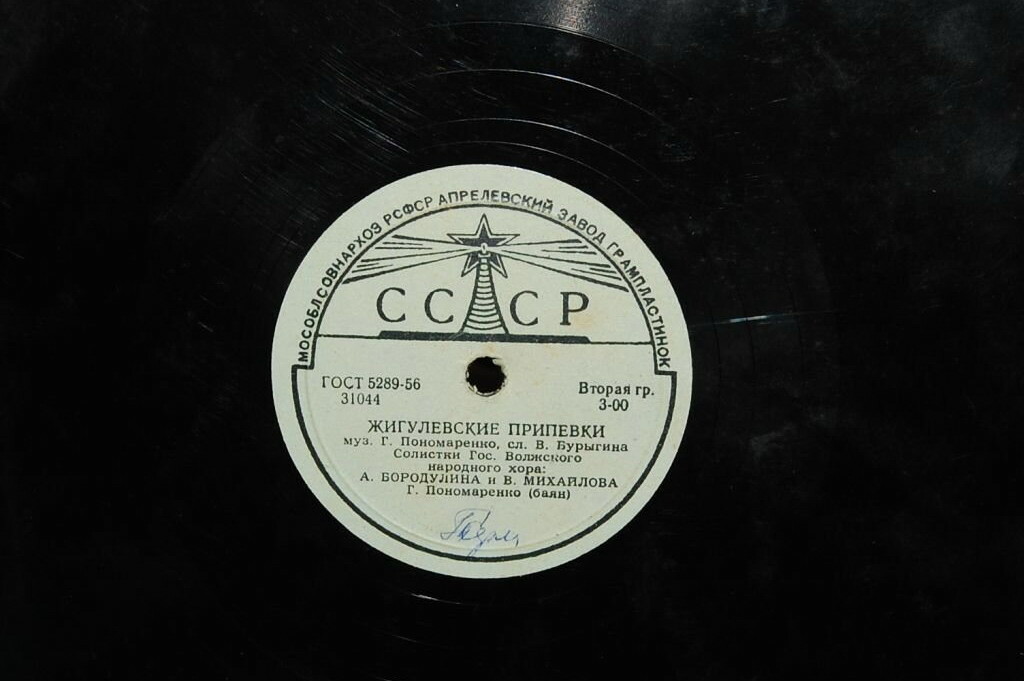 МОСОБЛСОВНАРХОЗ РСФСР АПРЕЛЕВСКИЙ ЗАВОД ГРАМПЛАСТИНОК
СССР
ГОСТ 5289-56
31044
Вторая гр.
3-00
ЖИГУЛЕВСКИЕ ПРИПЕВКИ
муз. Г. Пономаренко, сл. В. Бурыгина
Солистки Гос. Волжского
народного хора:
А. БОРОДУЛИНА и В. МИХАЙЛОВА
Г. Пономаренко (баян)